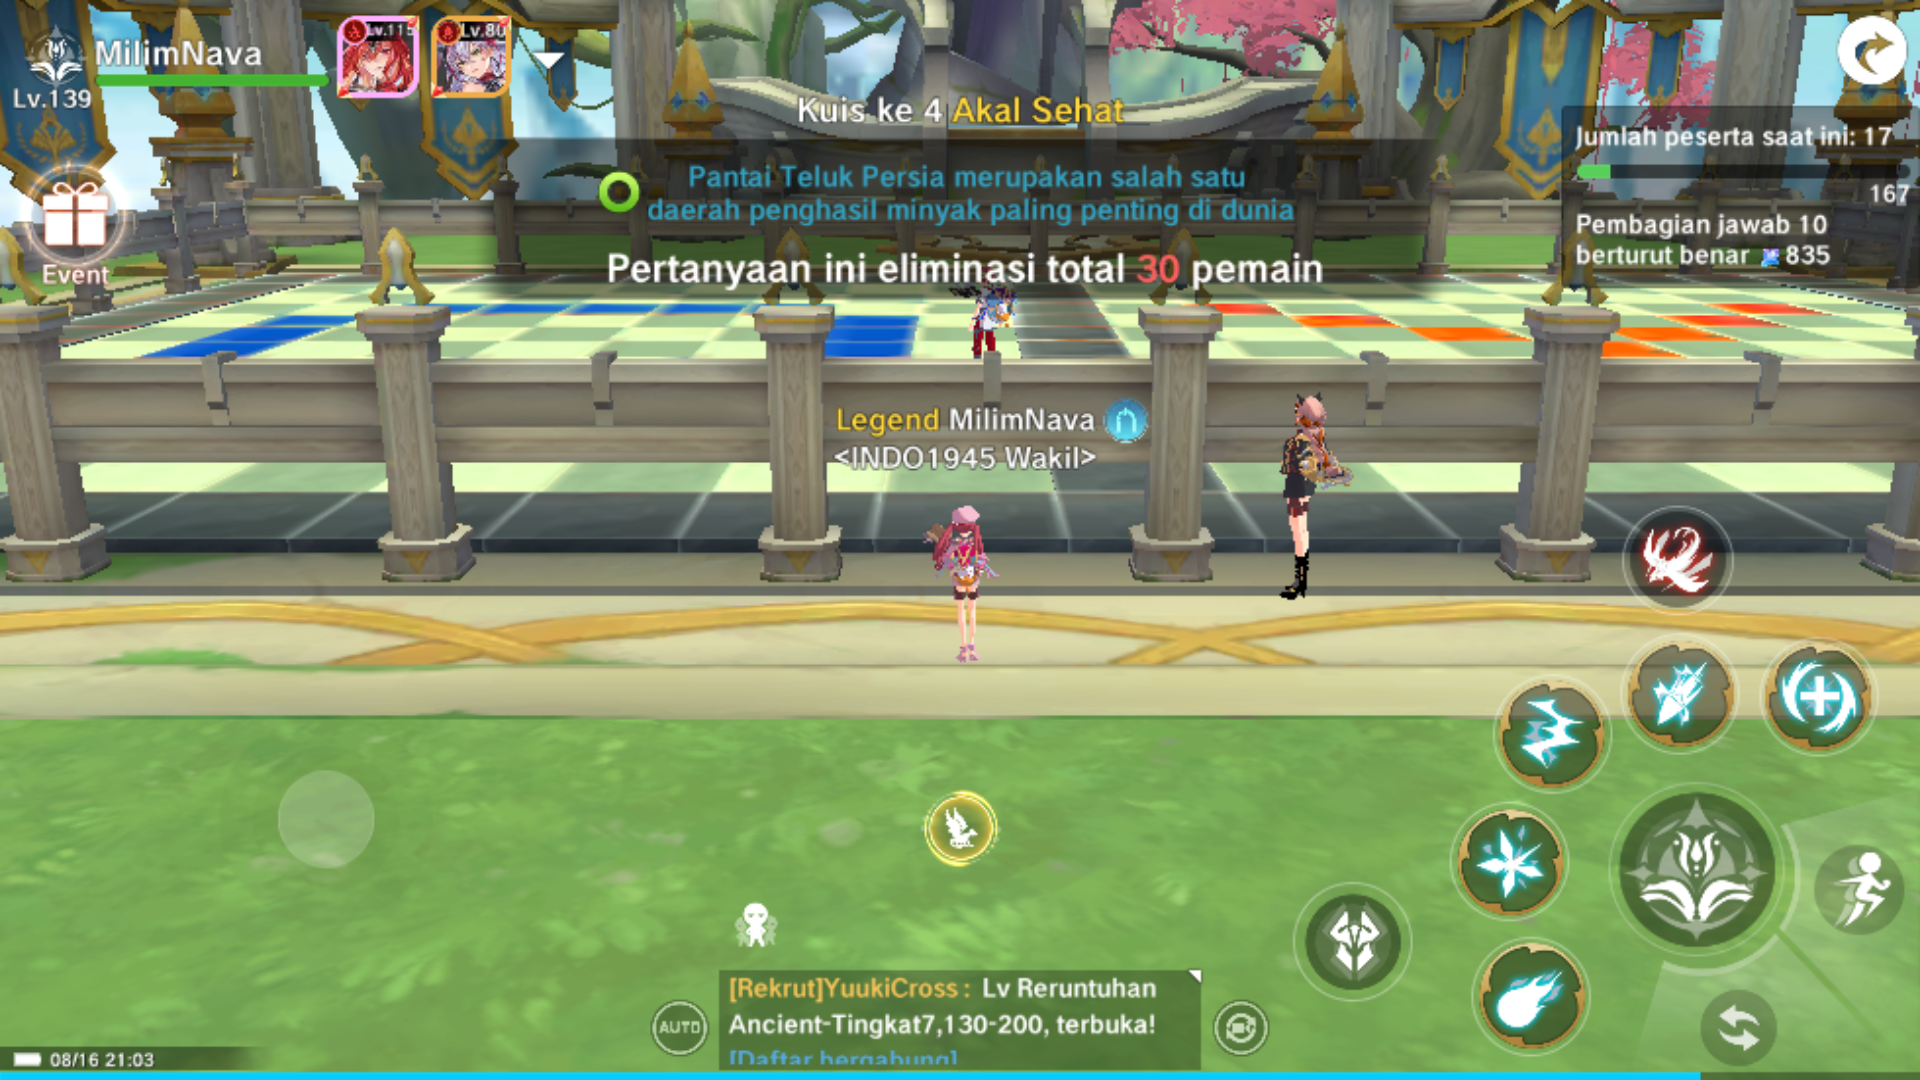 MilimNava
Lv.139
Lv.115
Lv.80
Event
Kuis ke 4 Akal Sehat
Pantai Teluk Persia merupakan salah satu
daerah penghasil minyak paling penting di dunia
Pertanyaan ini eliminasi total 30 pemain
Jumlah peserta saat ini: 17
167
Pembagian jawab 10
berturut benar 835
Legend MilimNava
<INDO1945 Wakil>
[Rekrut]YuukiCross : Lv Reruntuhan
Ancient-Tingkat7,130-200, terbuka!
[Daftar bergabung]
AUTO
08/16 21:03